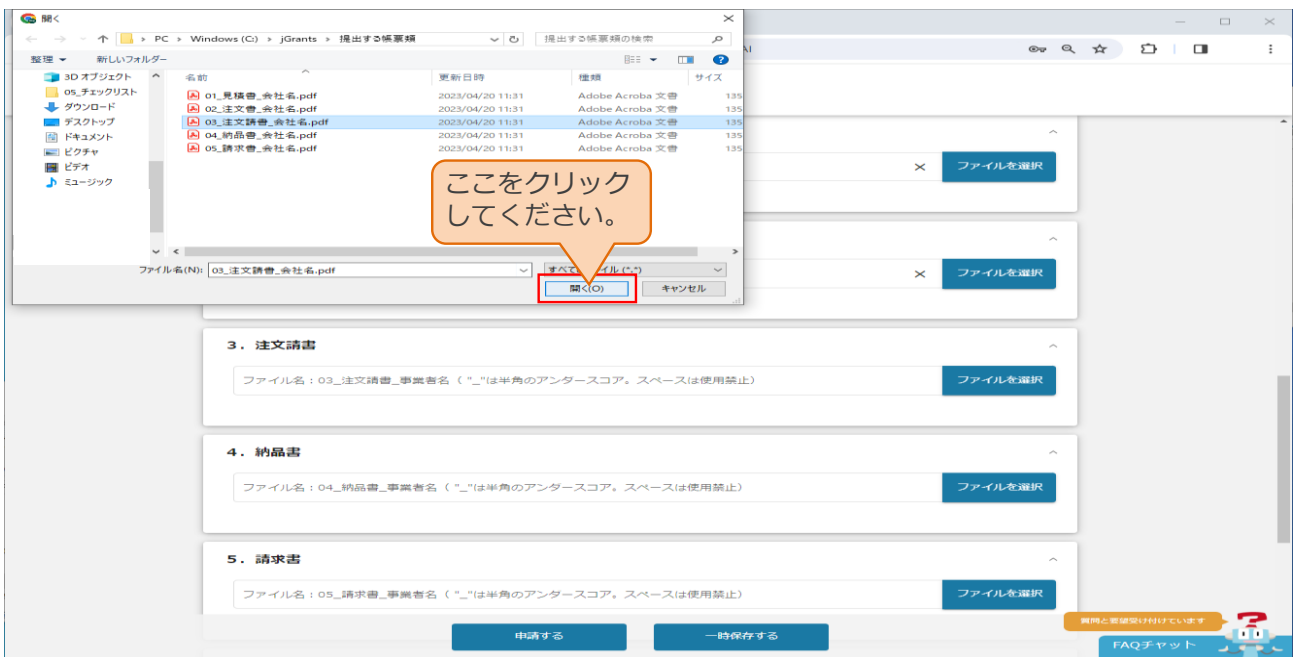 開く
PC › Windows (C:) › jGrants › 提出する帳票類
提出する帳票類の検索
整理
新しいフォルダー
3D オブジェクト
05_チェックリスト
ダウンロード
デスクトップ
ドキュメント
ピクチャ
ビデオ
ミュージック
名前 更新日時 種類 サイズ
01_見積書_会社名.pdf 2023/04/20 11:31 Adobe Acroba 文書 135
02_注文書_会社名.pdf 2023/04/20 11:31 Adobe Acroba 文書 135
03_注文請書_会社名.pdf 2023/04/20 11:31 Adobe Acroba 文書 135
04_納品書_会社名.pdf 2023/04/20 11:31 Adobe Acroba 文書 135
05_請求書_会社名.pdf 2023/04/20 11:31 Adobe Acroba 文書 135
ここをクリック
してください。
ファイル名(N): 03_注文請書_会社名.pdf
開く(O) キャンセル
ファイルを選択
ファイルを選択
3．注文請書
ファイル名：03_注文請書_事業者名（ "_"は半角のアンダースコア。スペースは使用禁止）
ファイルを選択
4．納品書
ファイル名：04_納品書_事業者名（ "_"は半角のアンダースコア。スペースは使用禁止）
ファイルを選択
5．請求書
ファイル名：05_請求書_事業者名（ "_"は半角のアンダースコア。スペースは使用禁止）
ファイルを選択
申請する 一時保存する
質問と要望受け付けています
FAQチャット